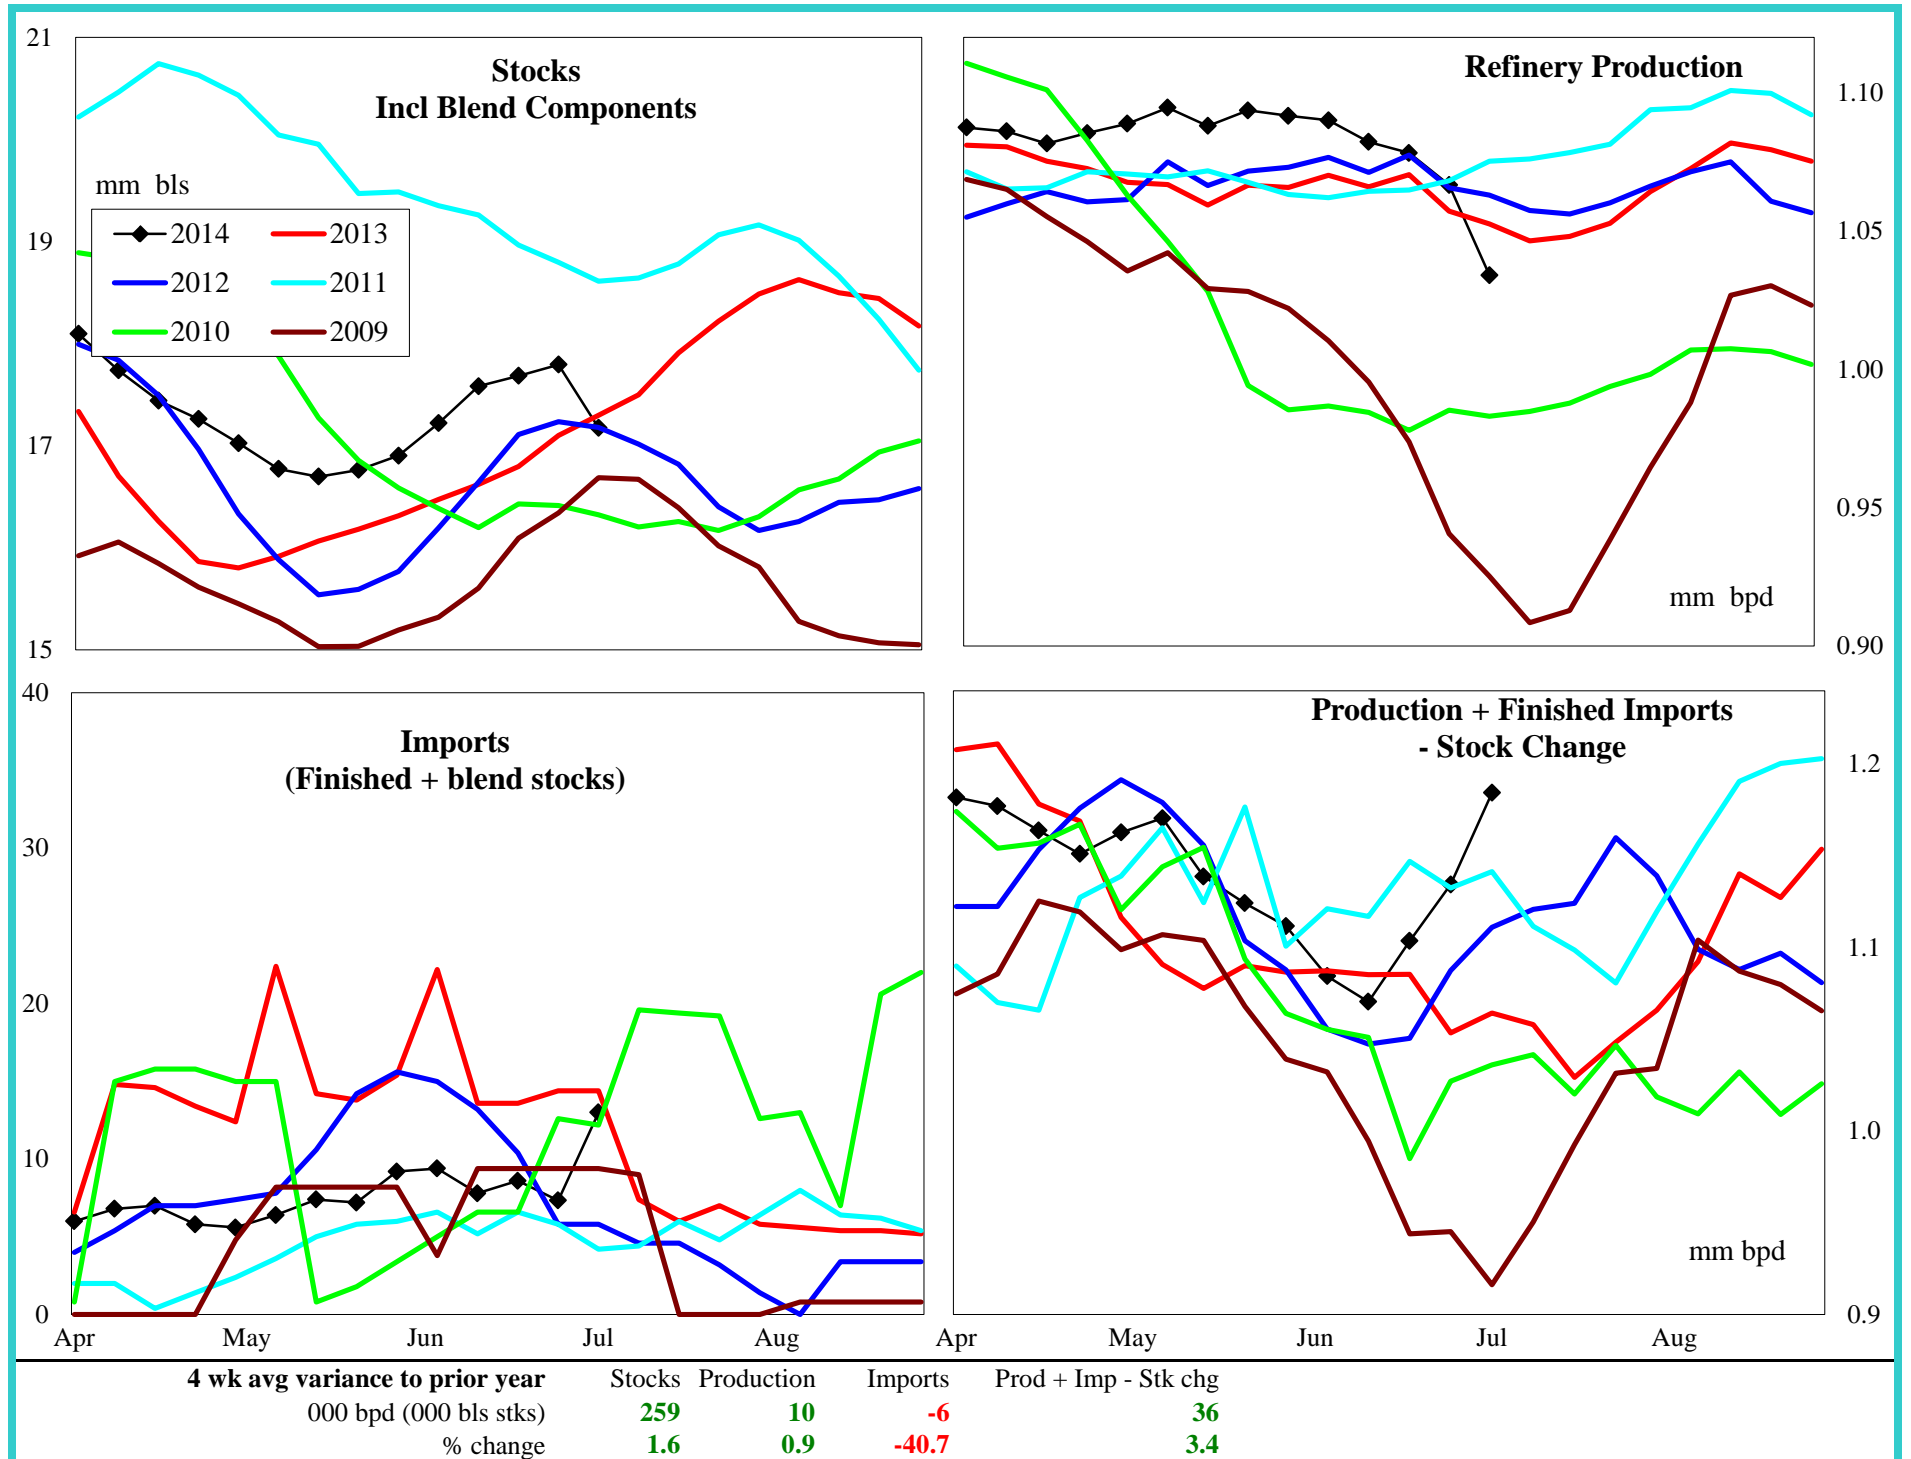 21
19
17
15
Stocks
Incl Blend Components
mm bls
2014
2013
2012
2011
2010
2009
Refinery Production
1.10
1.05
1.00
0.95
0.90
mm bpd
40
30
20
10
0
Imports
(Finished + blend stocks)
Apr May Jun Jul Aug
Production + Finished Imports
- Stock Change
1.2
1.1
1.0
0.9
mm bpd
Apr May Jun Jul Aug
4 wk avg variance to prior year Stocks Production Imports Prod + Imp - Stk chg
000 bpd (000 bls stks) 259 10 -6 36
% change 1.6 0.9 -40.7 3.4